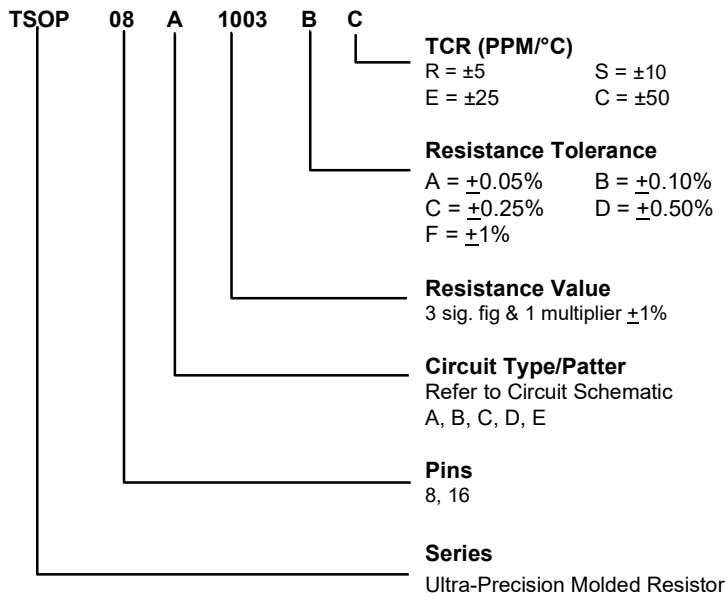 TSOP 08 A 1003 B C
TCR (PPM/°C)
R = ±5 S = ±10
E = ±25 C = ±50
Resistance Tolerance
A = ±0.05% B = ±0.10%
C = ±0.25% D = ±0.50%
F = ±1%
Resistance Value
3 sig. fig & 1 multiplier ±1%
Circuit Type/Patter
Refer to Circuit Schematic
A, B, C, D, E
Pins
8, 16
Series
Ultra-Precision Molded Resistor